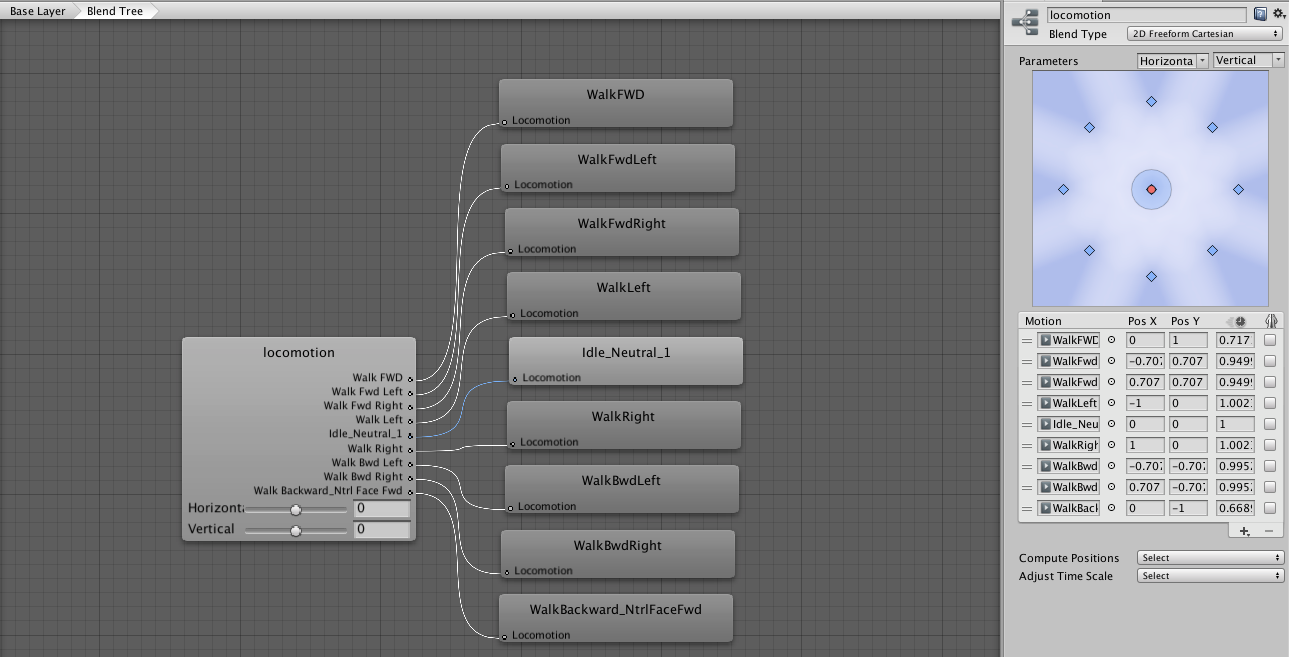 Base Layer Blend Tree
WalkFWD
Locomotion
WalkFwdLeft
Locomotion
WalkFwdRight
Locomotion
WalkLeft
Locomotion
Idle_Neutral_1
Locomotion
WalkRight
Locomotion
WalkBwdLeft
Locomotion
WalkBwdRight
Locomotion
WalkBackward_NtrlFaceFwd
Locomotion
locomotion
Walk FWD
Walk Fwd Left
Walk Fwd Right
Walk Left
Idle_Neutral_1
Walk Right
Walk Bwd Left
Walk Bwd Right
Walk Backward_Ntrl Face Fwd
Horizonta 0
Vertical 0
locomotion
Blend Type 2D Freeform Cartesian
Parameters Horizonta Vertical
Motion Pos X Pos Y
WalkFWD 0 1 0.717
WalkFwd -0.707 0.707 0.949
WalkFwd 0.707 0.707 0.949
WalkLeft -1 0 1.002
Idle_Neu 0 0 1
WalkRigh 1 0 1.002
WalkBwd -0.707 -0.707 0.995
WalkBwd 0.707 -0.707 0.995
WalkBack 0 -1 0.668
Compute Positions Select
Adjust Time Scale Select